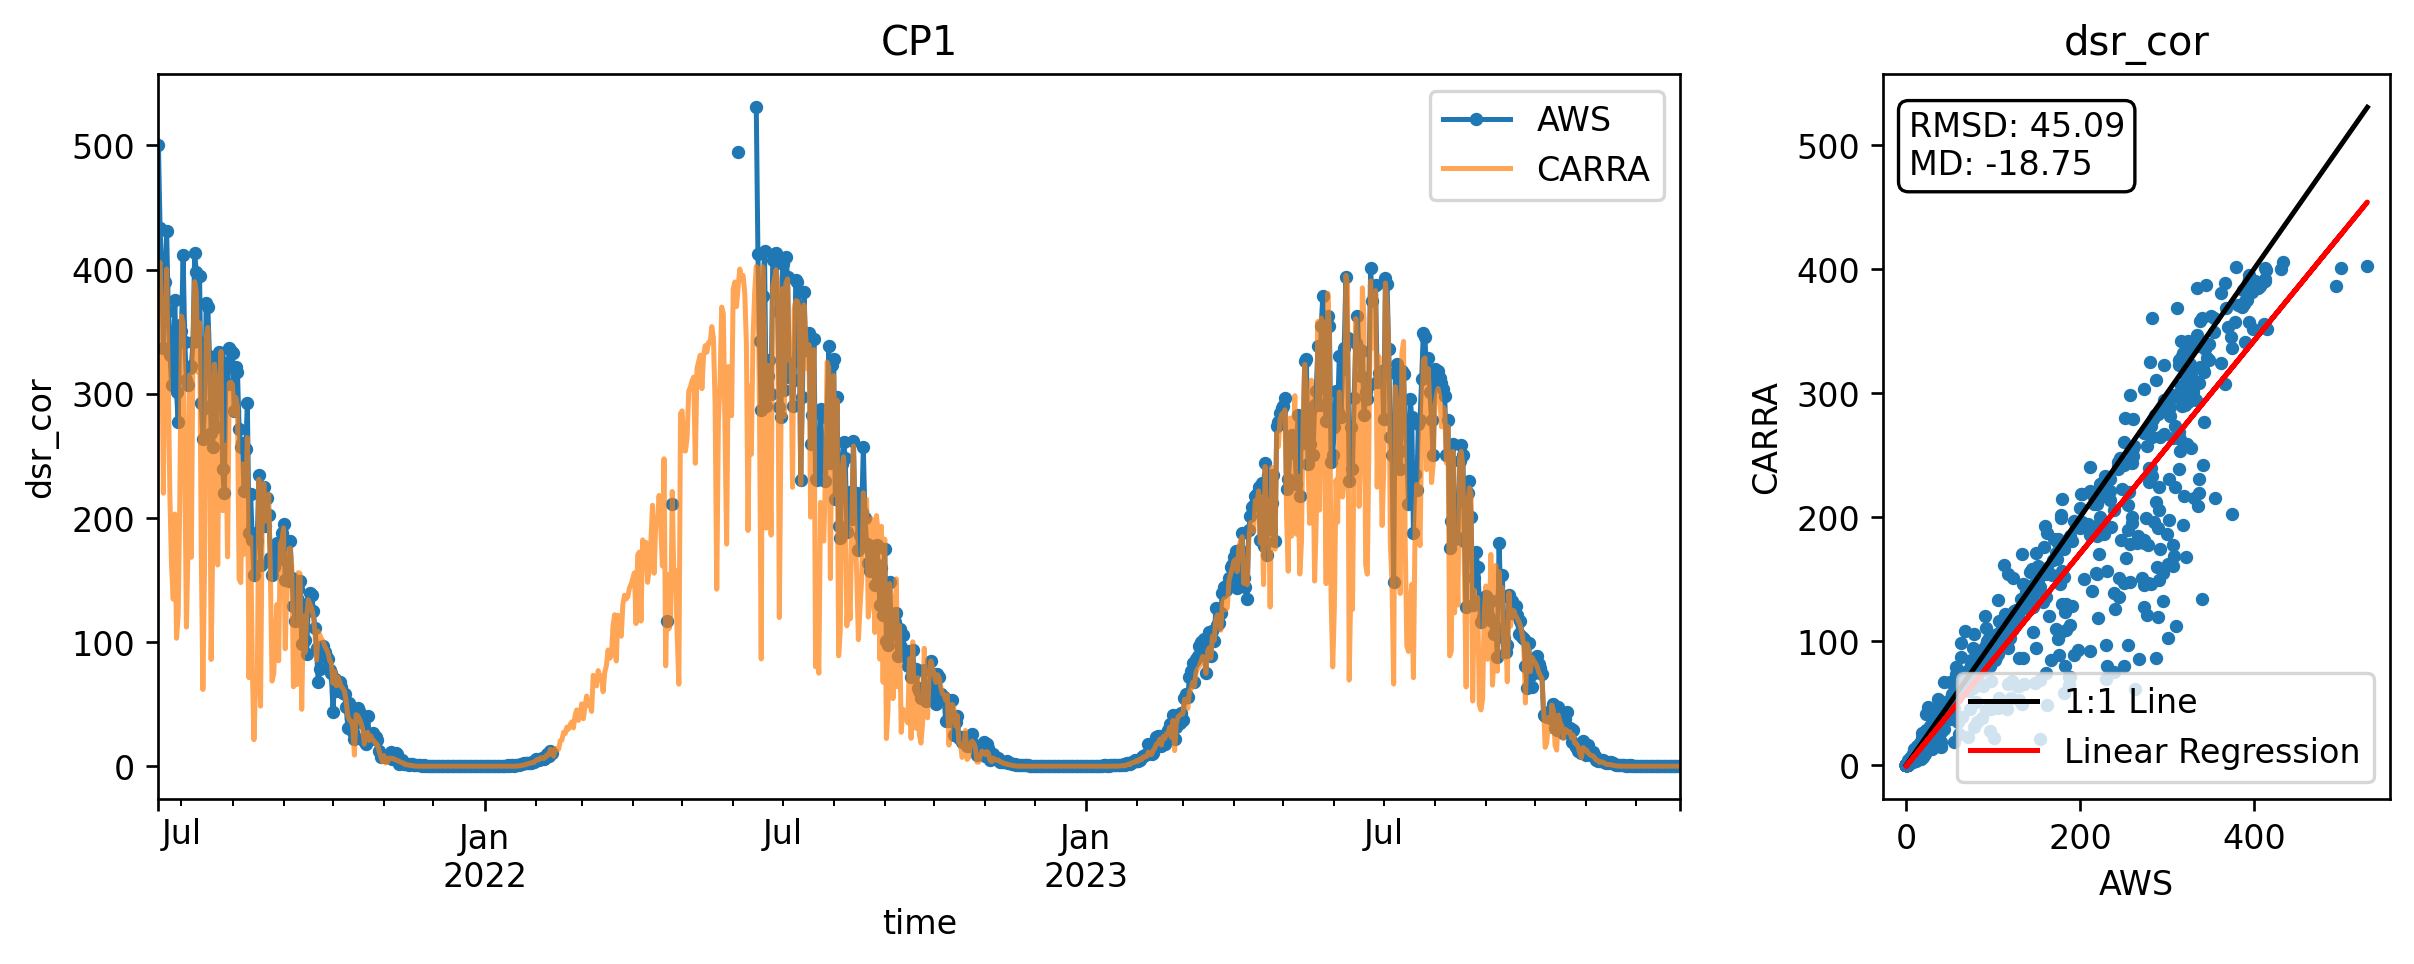 CP1
dsr_cor
500
400
300
200
100
0
AWS
CARRA
Jul
Jan
2022
Jul
Jan
2023
Jul
time
dsr_cor
CARRA
500
400
300
200
100
0
RMSD: 45.09
MD: -18.75
1:1 Line
Linear Regression
0
200
400
AWS